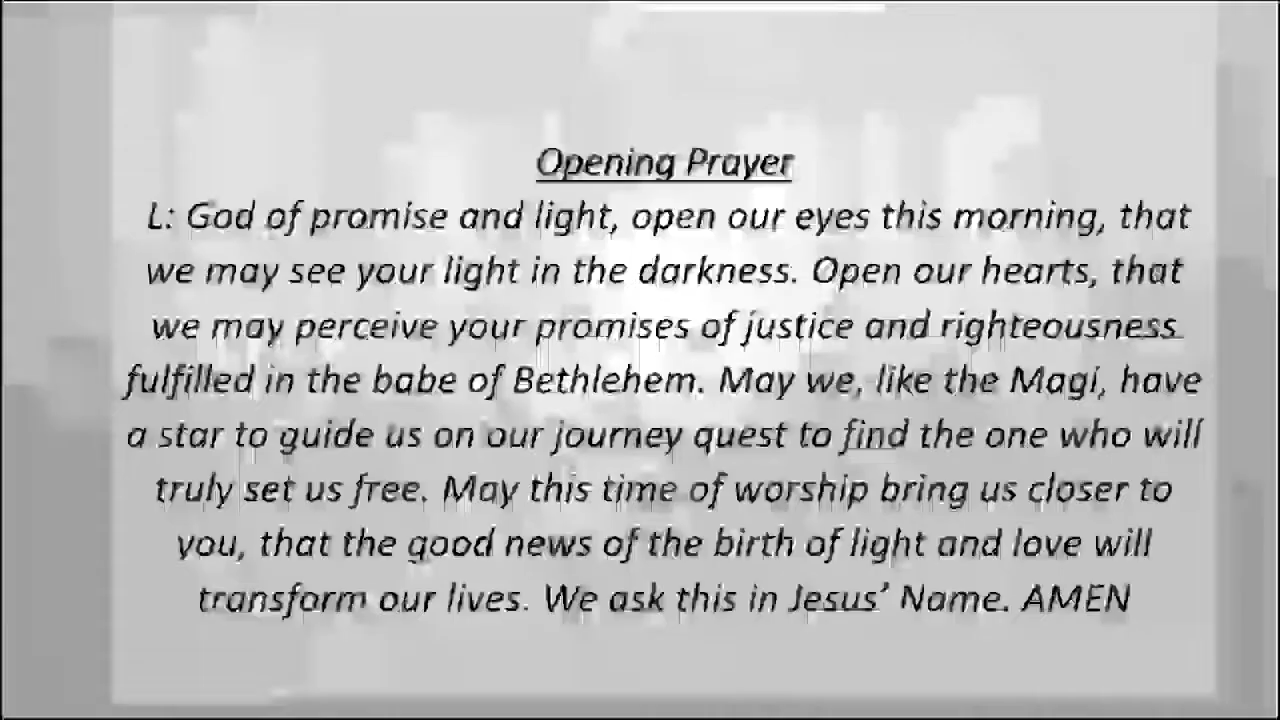 Opening Prayer
L: God of promise and light, open our eyes this morning, that
we may see your light in the darkness. Open our hearts, that
we may perceive your promises of justice and righteousness
fulfilled in the babe of Bethlehem. May we, like the Magi, have
a star to guide us on our journey quest to find the one who will
truly set us free. May this time of worship bring us closer to
you, that the good news of the birth of light and love will
transform our lives. We ask this in Jesus’ Name. AMEN